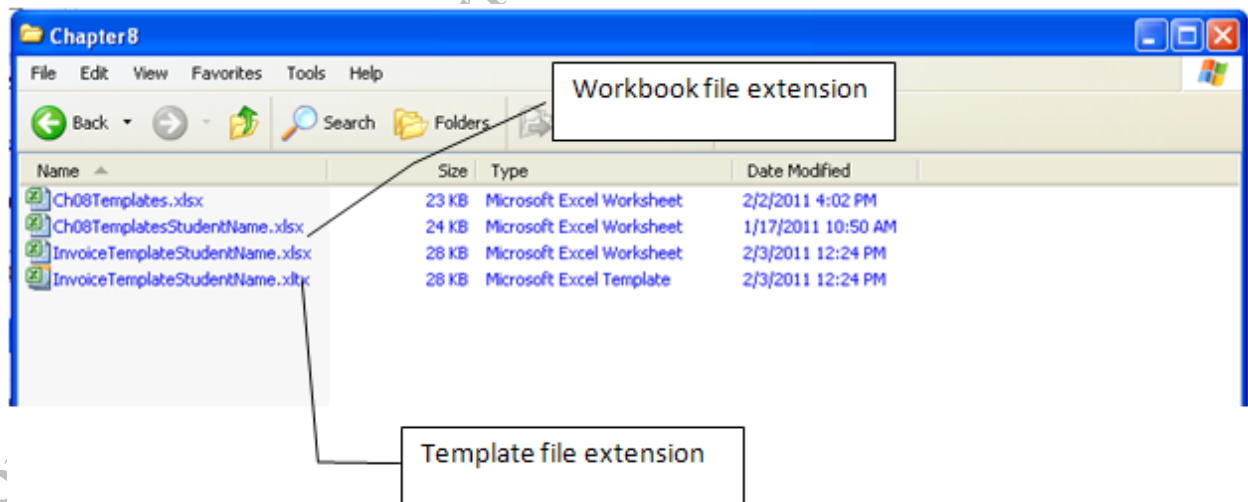 Chapter8
File Edit View Favorites Tools Help
Workbook file extension
Back Search Folders
Name Size Type Date Modified
Ch08Templates.xlsx 23 KB Microsoft Excel Worksheet 2/2/2011 4:02 PM
Ch08TemplatesStudentName.xlsx 24 KB Microsoft Excel Worksheet 1/17/2011 10:50 AM
InvoiceTemplateStudentName.xlsx 28 KB Microsoft Excel Worksheet 2/3/2011 12:24 PM
InvoiceTemplateStudentName.xltx 28 KB Microsoft Excel Template 2/3/2011 12:24 PM
Template file extension